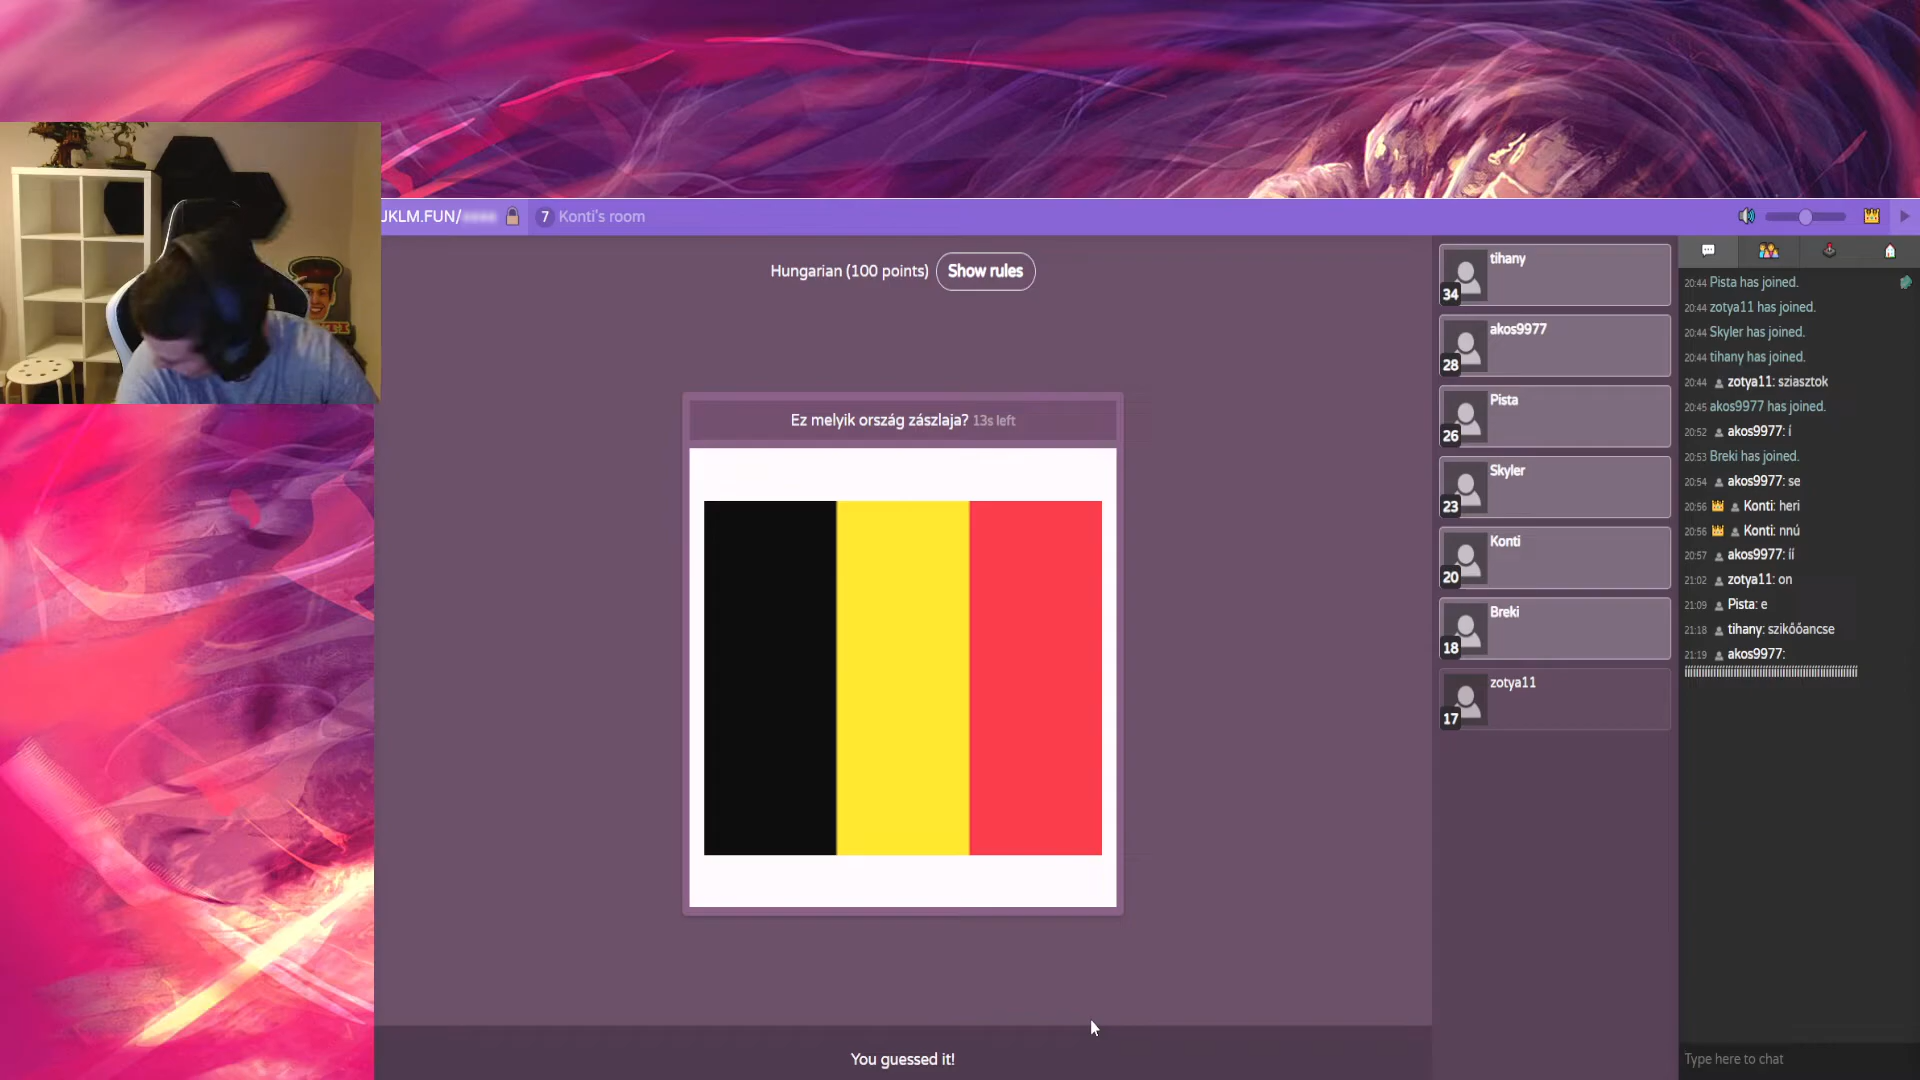 JKLM.FUN/
7 Konti's room
Hungarian (100 points) Show rules
Ez melyik ország zászlaja? 13s left
You guessed it!
tihany
34
akos9977
28
Pista
26
Skyler
23
Konti
20
Breki
18
zotya11
17
20:44 Pista has joined.
20:44 zotya11 has joined.
20:44 Skyler has joined.
20:44 tihany has joined.
20:44 zotya11: sziasztok
20:45 akos9977 has joined.
20:52 akos9977: í
20:53 Breki has joined.
20:54 akos9977: se
20:56 Konti: heri
20:56 Konti: nnú
20:57 akos9977: íí
21:02 zotya11: on
21:09 Pista: e
21:18 tihany: szikőőancse
21:19 akos9977:
Type here to chat